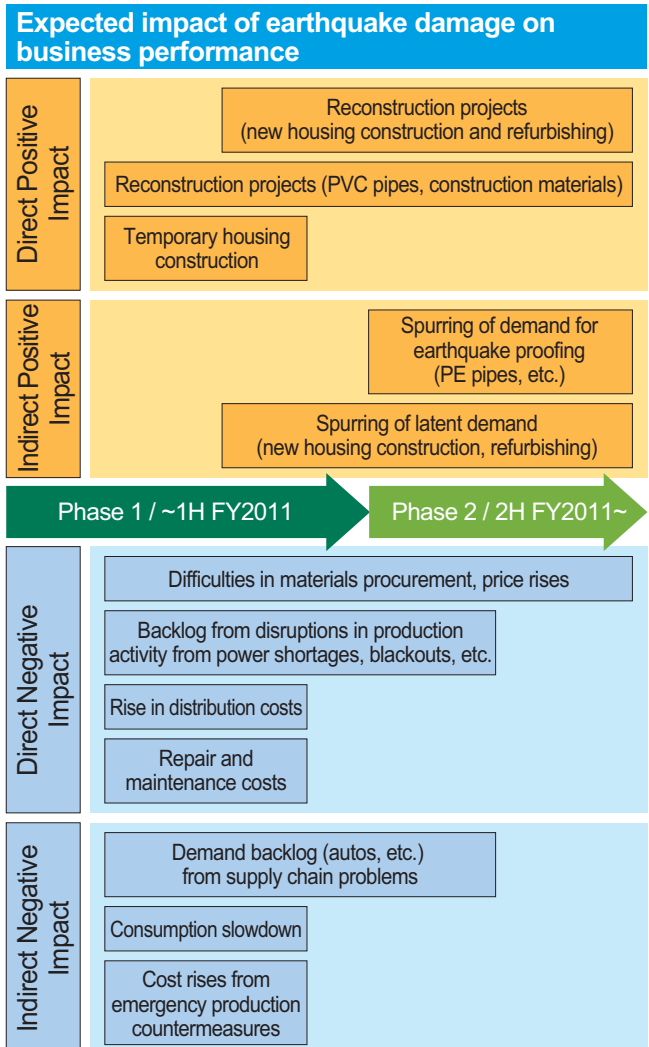 Expected impact of earthquake damage on
business performance
Direct Positive
Impact
Reconstruction projects
(new housing construction and refurbishing)
Reconstruction projects (PVC pipes, construction materials)
Temporary housing
construction
Indirect Positive
Impact
Spurring of demand for
earthquake proofing
(PE pipes, etc.)
Spurring of latent demand
(new housing construction, refurbishing)
Phase 1 / ~1H FY2011
Phase 2 / 2H FY2011~
Direct Negative
Impact
Difficulties in materials procurement, price rises
Backlog from disruptions in production
activity from power shortages, blackouts, etc.
Rise in distribution costs
Repair and
maintenance costs
Indirect Negative
Impact
Demand backlog (autos, etc.)
from supply chain problems
Consumption slowdown
Cost rises from
emergency production
countermeasures